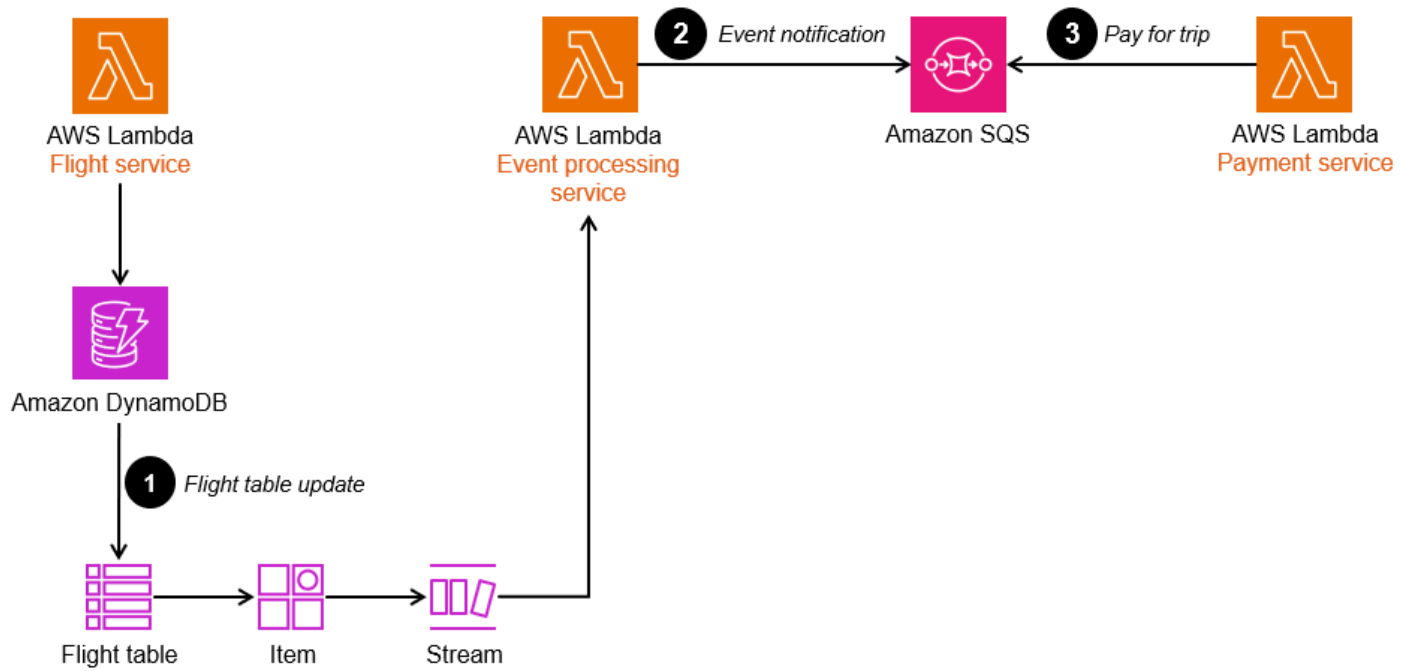 2 Event notification
3 Pay for trip
AWS Lambda
Flight service
AWS Lambda
Event processing
service
Amazon SQS
AWS Lambda
Payment service
Amazon DynamoDB
1 Flight table update
Flight table
Item
Stream